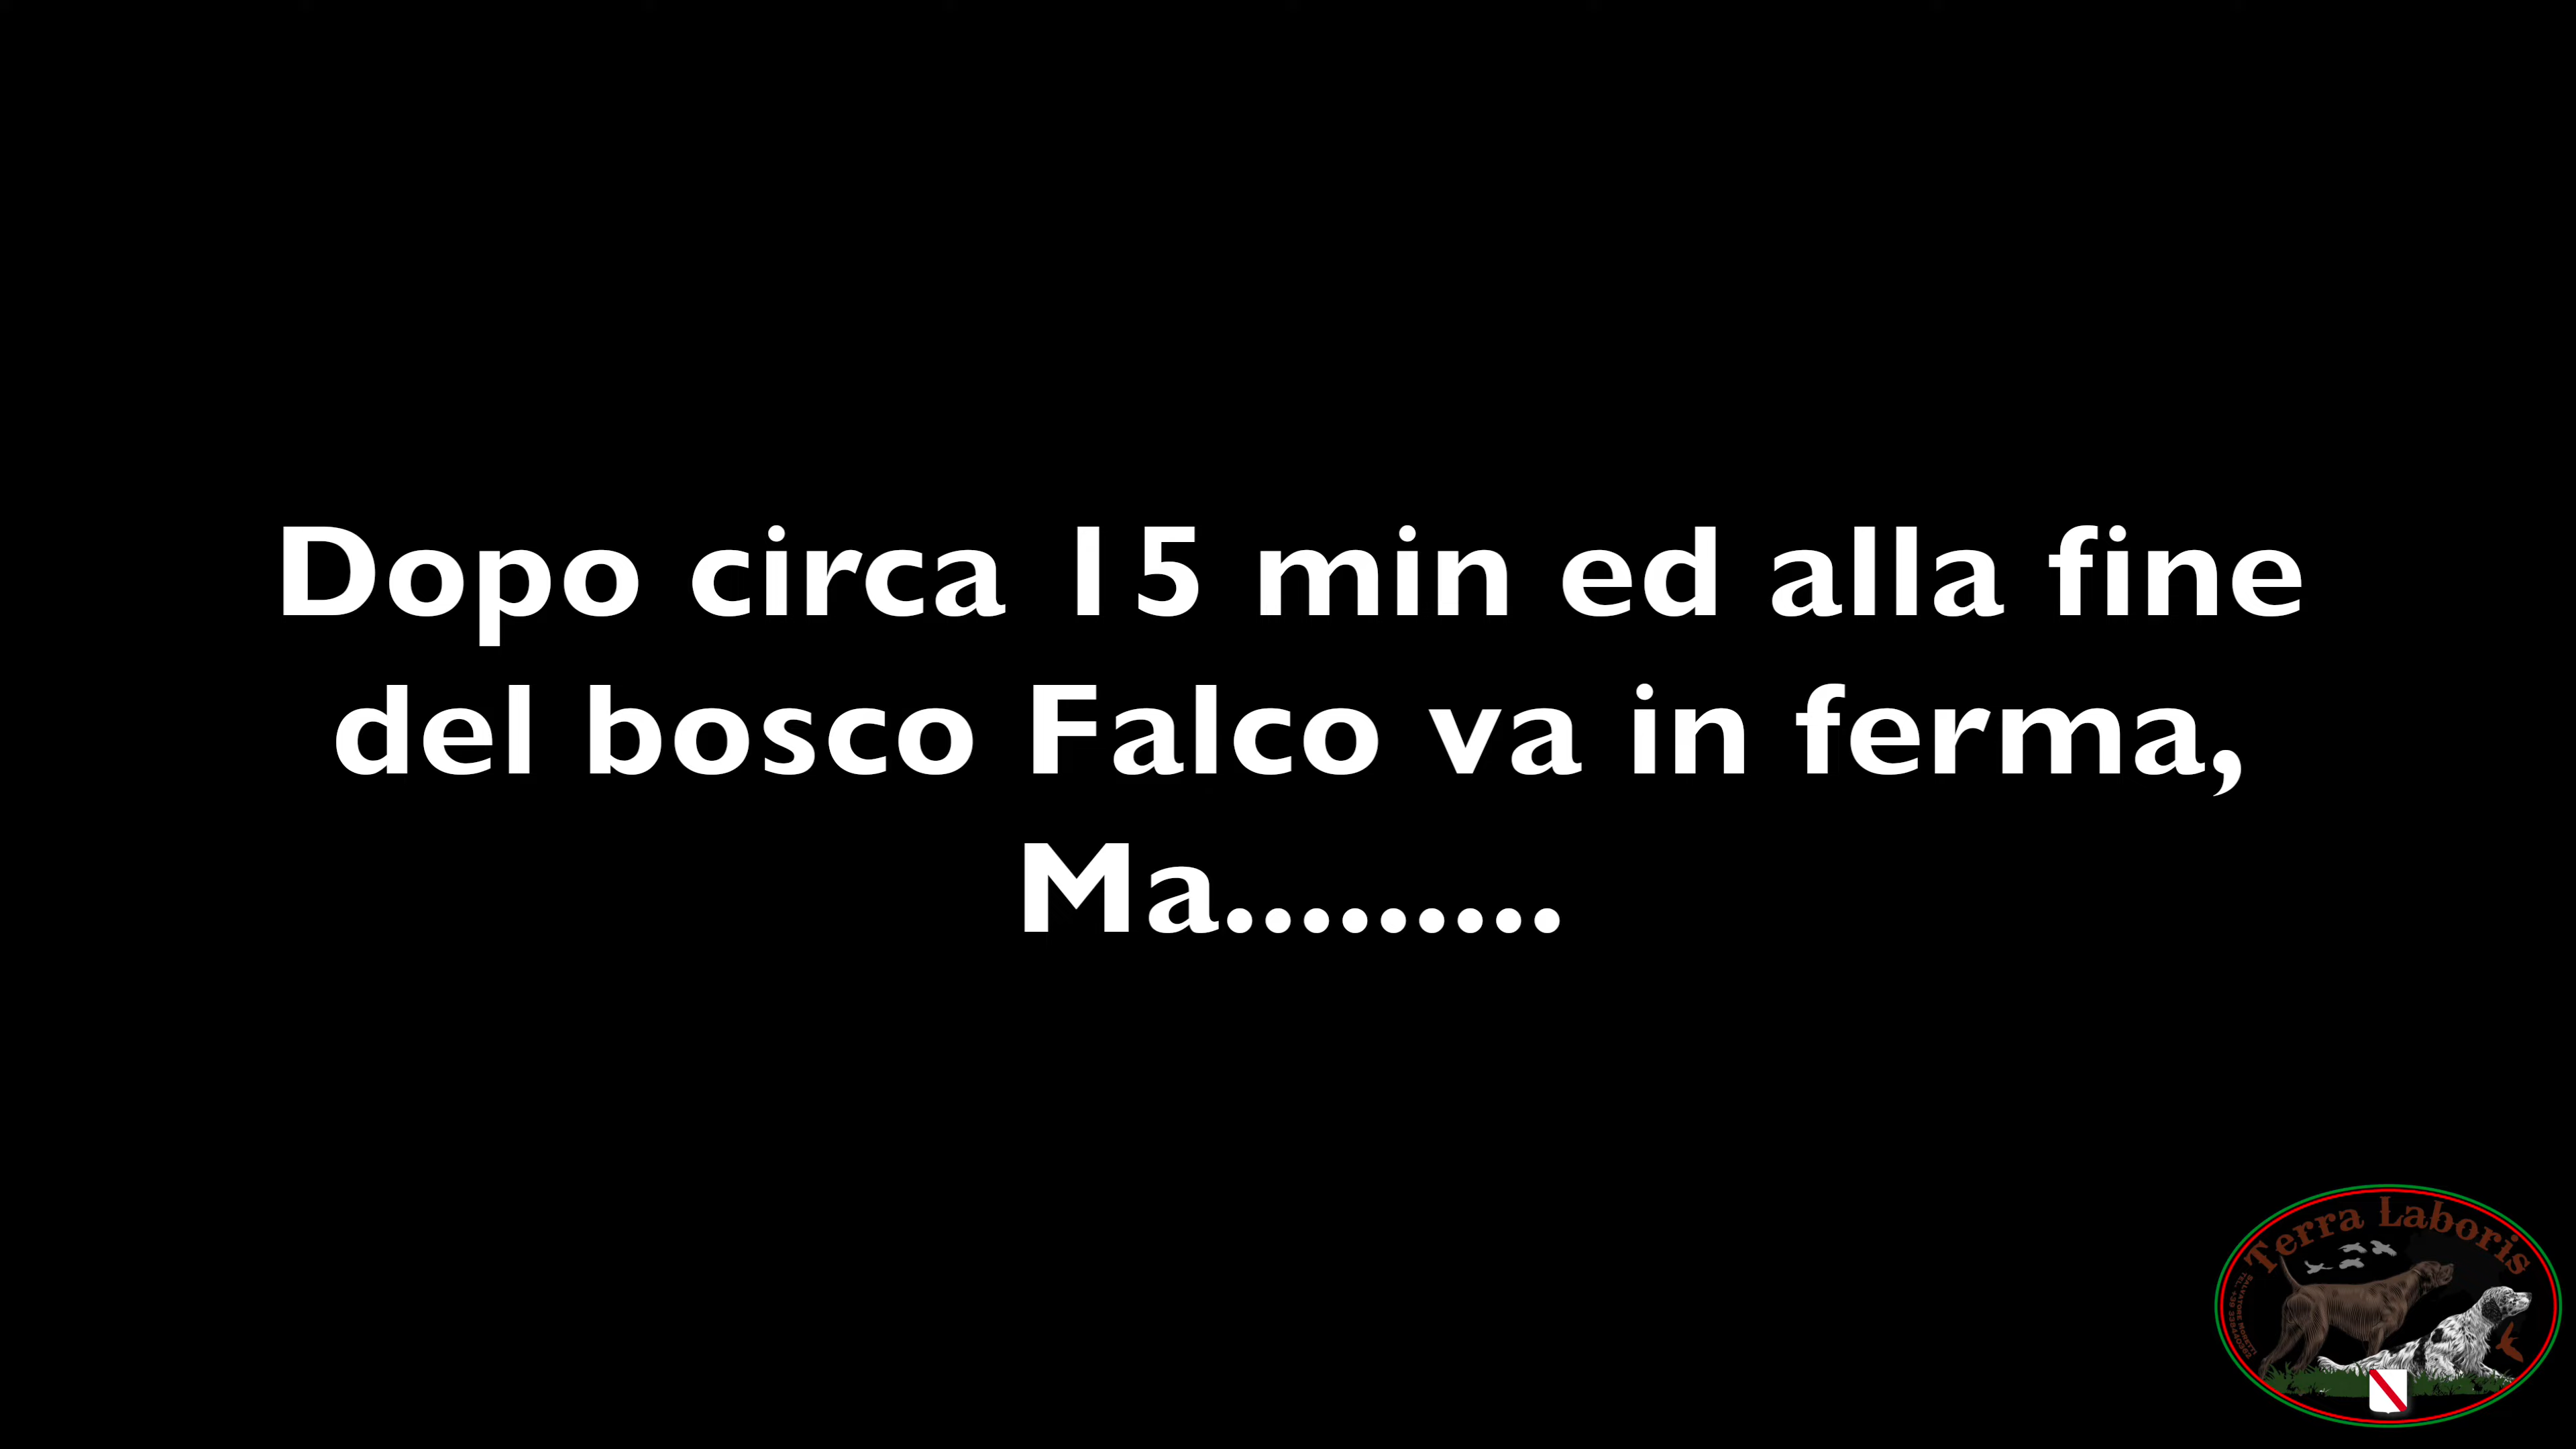 Dopo circa 15 min ed alla fine
del bosco Falco va in ferma,
Ma.........
Terra Laboris